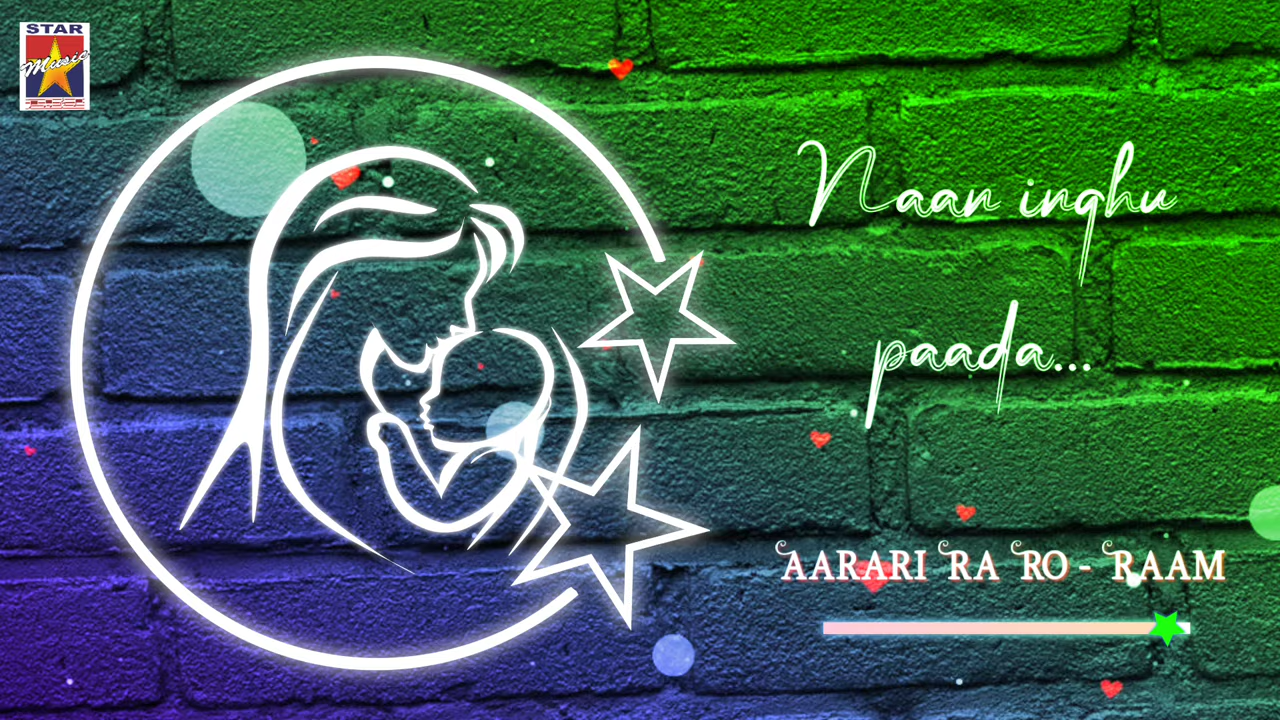 STAR
Music
Naan inghu
paada...
AARARI RA RO - RAAM